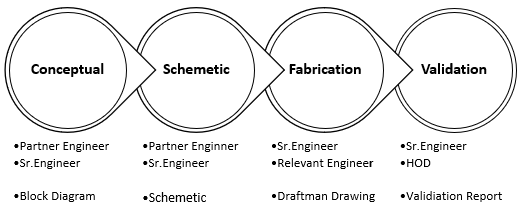 Conceptual
Schemetic
Fabrication
Validation
•Partner Engineer
•Sr.Engineer
•Block Diagram
•Partner Enginner
•Sr.Engineer
•Schemetic
•Sr.Engineer
•Relevant Engineer
•Draftman Drawing
•Sr.Engineer
•HOD
•Validiation Report